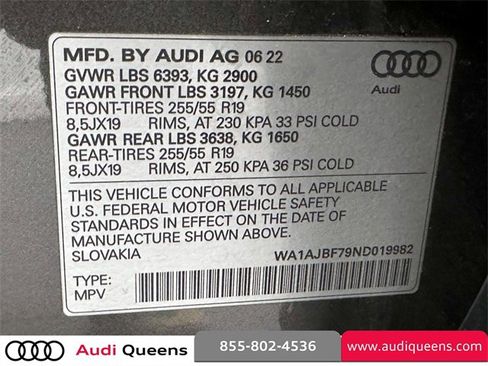 MFD. BY AUDI AG 06 22
GVWR LBS 6393, KG 2900
GAWR FRONT LBS 3197, KG 1450
FRONT-TIRES 255/55 R19
8,5JX19 RIMS, AT 230 KPA 33 PSI COLD
GAWR REAR LBS 3638, KG 1650
REAR-TIRES 255/55 R19
8,5JX19 RIMS, AT 250 KPA 36 PSI COLD
Audi
THIS VEHICLE CONFORMS TO ALL APPLICABLE
U.S. FEDERAL MOTOR VEHICLE SAFETY
STANDARDS IN EFFECT ON THE DATE OF
MANUFACTURE SHOWN ABOVE.
SLOVAKIA WA1AJBF79ND019982
TYPE:
MPV
Audi Queens 855-802-4536 www.audiqueens.com